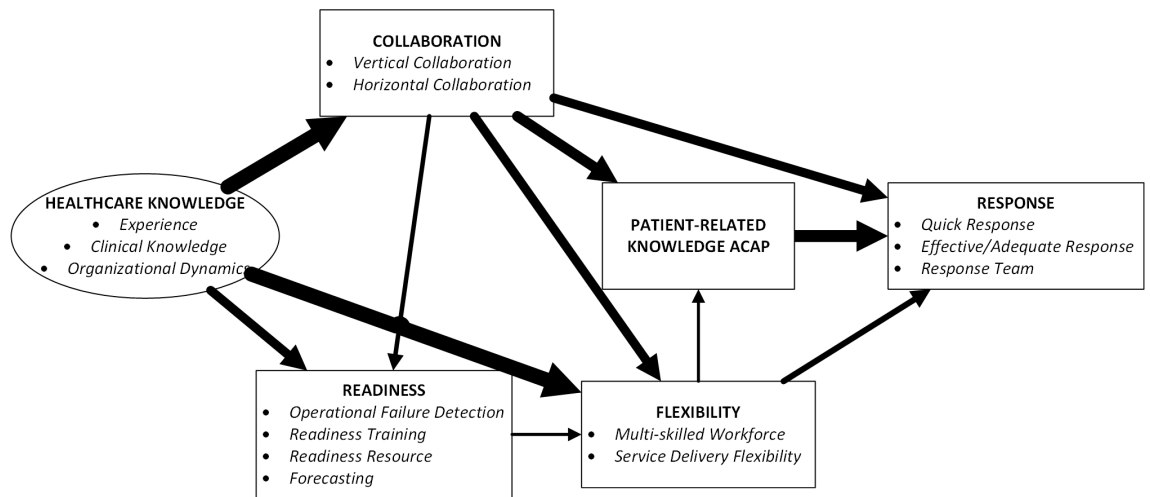 COLLABORATION
• Vertical Collaboration
• Horizontal Collaboration
HEALTHCARE KNOWLEDGE
• Experience
• Clinical Knowledge
• Organizational Dynamics
PATIENT-RELATED
KNOWLEDGE ACAP
RESPONSE
• Quick Response
• Effective/Adequate Response
• Response Team
READINESS
• Operational Failure Detection
• Readiness Training
• Readiness Resource
• Forecasting
FLEXIBILITY
• Multi-skilled Workforce
• Service Delivery Flexibility